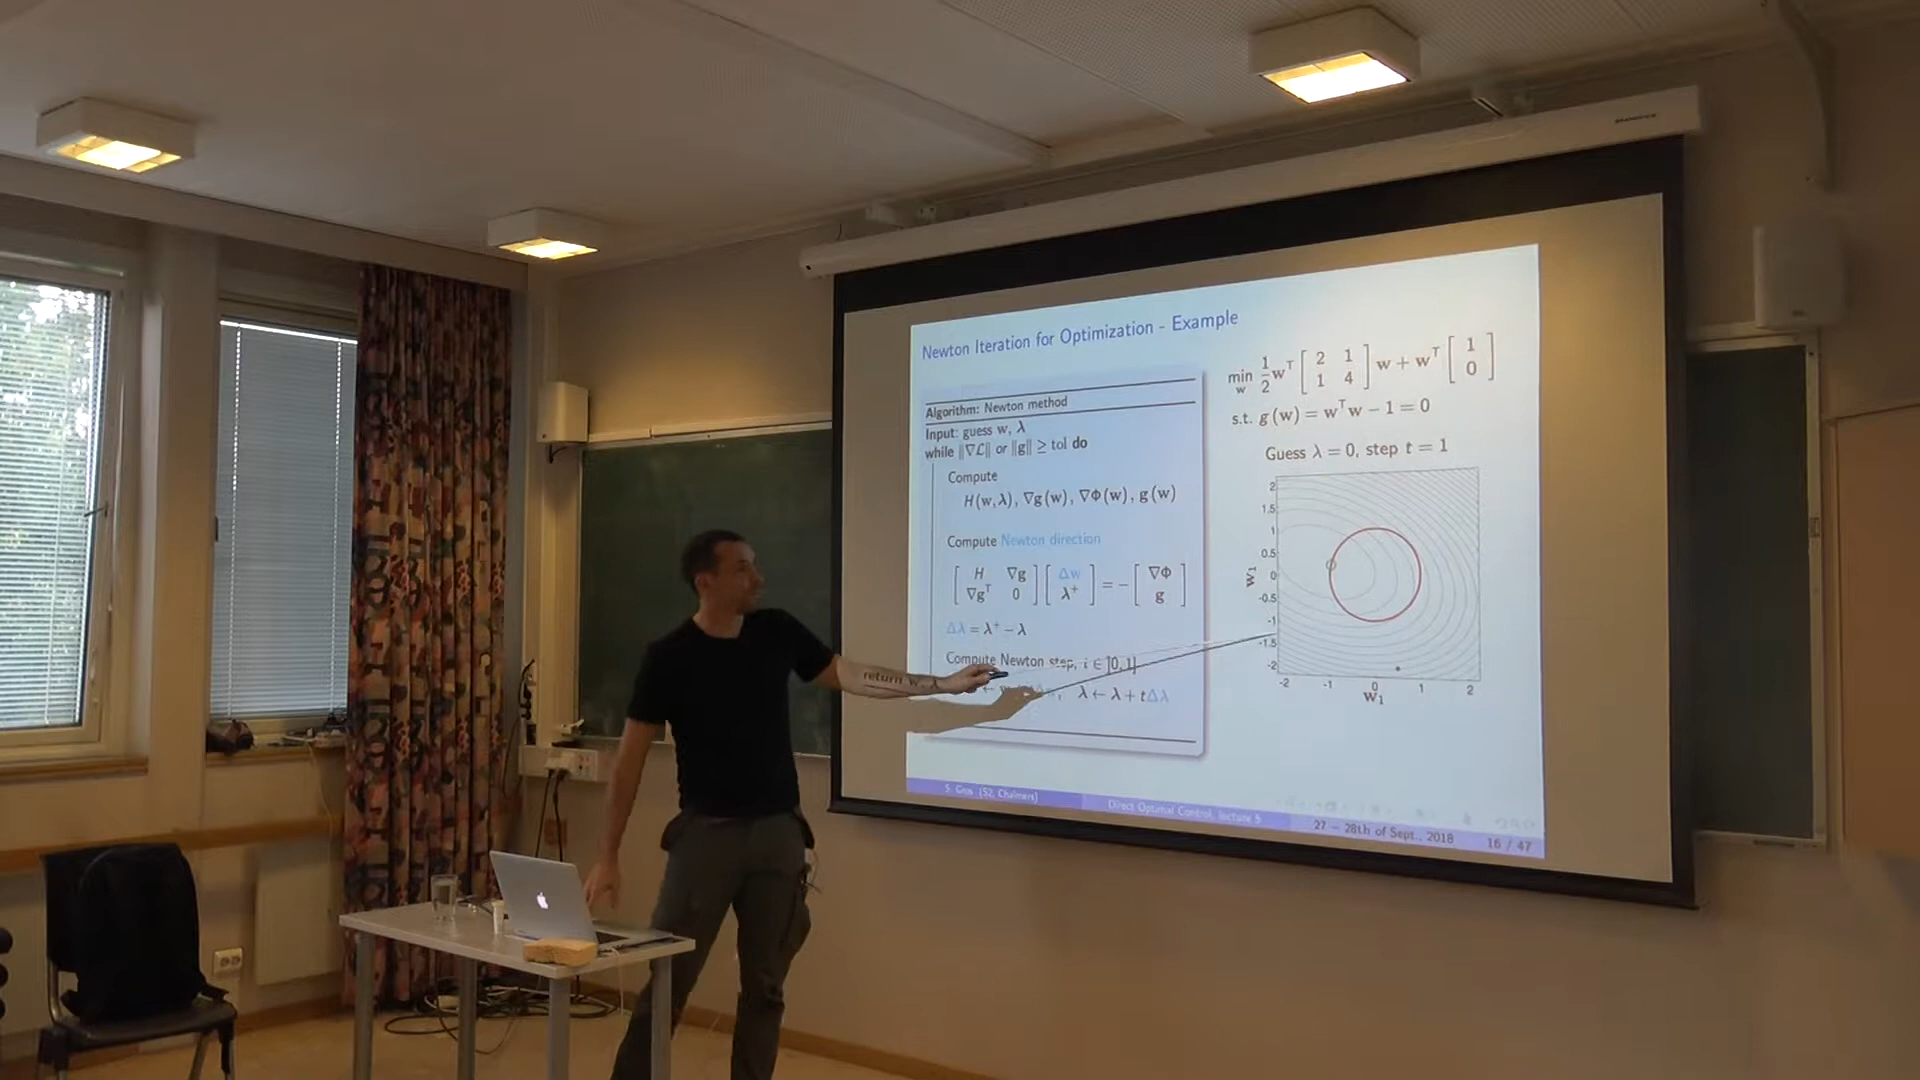 Newton Iteration for Optimization - Example
Algorithm: Newton method
Input: guess w, λ
while ‖∇ℒ‖ or ‖g‖ ≥ tol do
Compute
H(w, λ), ∇g(w), ∇Φ(w), g(w)
Compute Newton direction
[ H ∇g ; ∇gᵀ 0 ] [ Δw ; λ⁺ ] = − [ ∇Φ ; g ]
Δλ = λ⁺ − λ
Compute Newton step, t ∈ ]0, 1]
λ ← λ + tΔλ
return w, λ
min w ½ wᵀ [ 2 1 ; 1 4 ] w + wᵀ [ 1 ; 0 ]
s.t. g(w) = wᵀw − 1 = 0
Guess λ = 0, step t = 1
2
1.5
1
0.5
0
-0.5
-1
-1.5
-2
w₁
-2 -1 0 1 2
w₁
S. Gros (S2, Chalmers)
Direct Optimal Control, lecture 5
27 – 28th of Sept., 2018
16 / 47